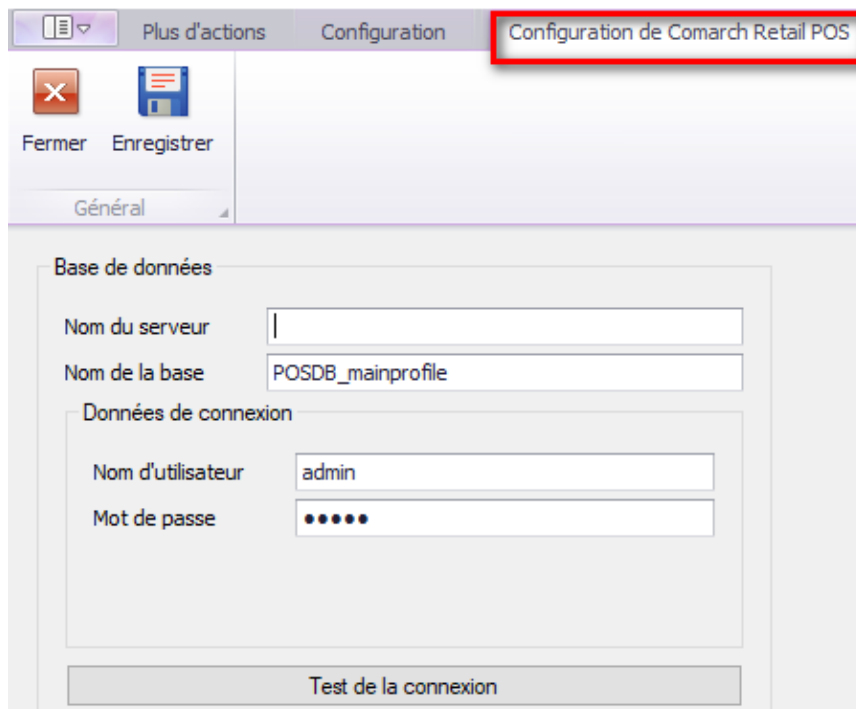 Plus d'actions Configuration Configuration de Comarch Retail POS
Fermer Enregistrer
Général
Base de données
Nom du serveur
Nom de la base POSDB_mainprofile
Données de connexion
Nom d'utilisateur admin
Mot de passe •••••
Test de la connexion